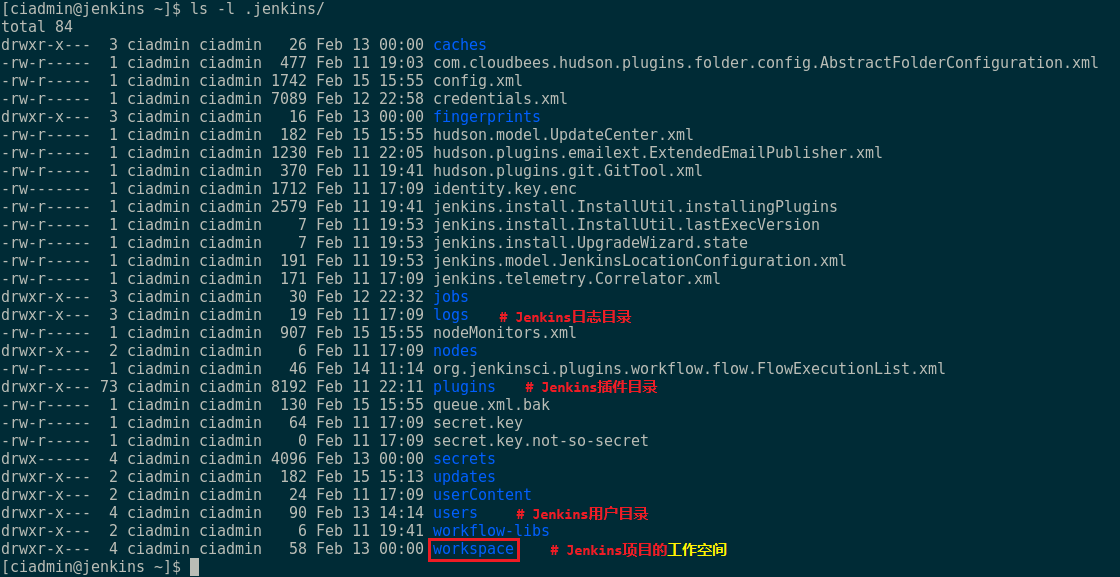 [ciadmin@jenkins ~]$ ls -l .jenkins/
total 84
drwxr-x---  3 ciadmin ciadmin   26 Feb 13 00:00 caches
-rw-r-----  1 ciadmin ciadmin  477 Feb 11 19:03 com.cloudbees.hudson.plugins.folder.config.AbstractFolderConfiguration.xml
-rw-r-----  1 ciadmin ciadmin 1742 Feb 15 15:55 config.xml
-rw-r-----  1 ciadmin ciadmin 7089 Feb 12 22:58 credentials.xml
drwxr-x---  3 ciadmin ciadmin   16 Feb 13 00:00 fingerprints
-rw-r-----  1 ciadmin ciadmin  182 Feb 15 15:55 hudson.model.UpdateCenter.xml
-rw-r-----  1 ciadmin ciadmin 1230 Feb 11 22:05 hudson.plugins.emailext.ExtendedEmailPublisher.xml
-rw-r-----  1 ciadmin ciadmin  370 Feb 11 19:41 hudson.plugins.git.GitTool.xml
-rw-------  1 ciadmin ciadmin 1712 Feb 11 17:09 identity.key.enc
-rw-r-----  1 ciadmin ciadmin 2579 Feb 11 19:41 jenkins.install.InstallUtil.installingPlugins
-rw-r-----  1 ciadmin ciadmin    7 Feb 11 19:53 jenkins.install.InstallUtil.lastExecVersion
-rw-r-----  1 ciadmin ciadmin    7 Feb 11 19:53 jenkins.install.UpgradeWizard.state
-rw-r-----  1 ciadmin ciadmin  191 Feb 11 19:53 jenkins.model.JenkinsLocationConfiguration.xml
-rw-r-----  1 ciadmin ciadmin  171 Feb 11 17:09 jenkins.telemetry.Correlator.xml
drwxr-x---  3 ciadmin ciadmin   30 Feb 12 22:32 jobs
drwxr-x---  3 ciadmin ciadmin   19 Feb 11 17:09 logs # Jenkins日志目录
-rw-r-----  1 ciadmin ciadmin  907 Feb 15 15:55 nodeMonitors.xml
drwxr-x---  2 ciadmin ciadmin    6 Feb 11 17:09 nodes
-rw-r-----  1 ciadmin ciadmin   46 Feb 14 11:14 org.jenkinsci.plugins.workflow.flow.FlowExecutionList.xml
drwxr-x--- 73 ciadmin ciadmin 8192 Feb 11 22:11 plugins # Jenkins插件目录
-rw-r-----  1 ciadmin ciadmin  130 Feb 15 15:55 queue.xml.bak
-rw-r-----  1 ciadmin ciadmin   64 Feb 11 17:09 secret.key
-rw-r-----  1 ciadmin ciadmin    0 Feb 11 17:09 secret.key.not-so-secret
drwx------  4 ciadmin ciadmin 4096 Feb 13 00:00 secrets
drwxr-x---  2 ciadmin ciadmin  182 Feb 15 15:13 updates
drwxr-x---  2 ciadmin ciadmin   24 Feb 11 17:09 userContent
drwxr-x---  4 ciadmin ciadmin   90 Feb 13 14:14 users # Jenkins用户目录
drwxr-x---  2 ciadmin ciadmin    6 Feb 11 19:41 workflow-libs
drwxr-x---  4 ciadmin ciadmin   58 Feb 13 00:00 workspace # Jenkins项目的工作空间
[ciadmin@jenkins ~]$